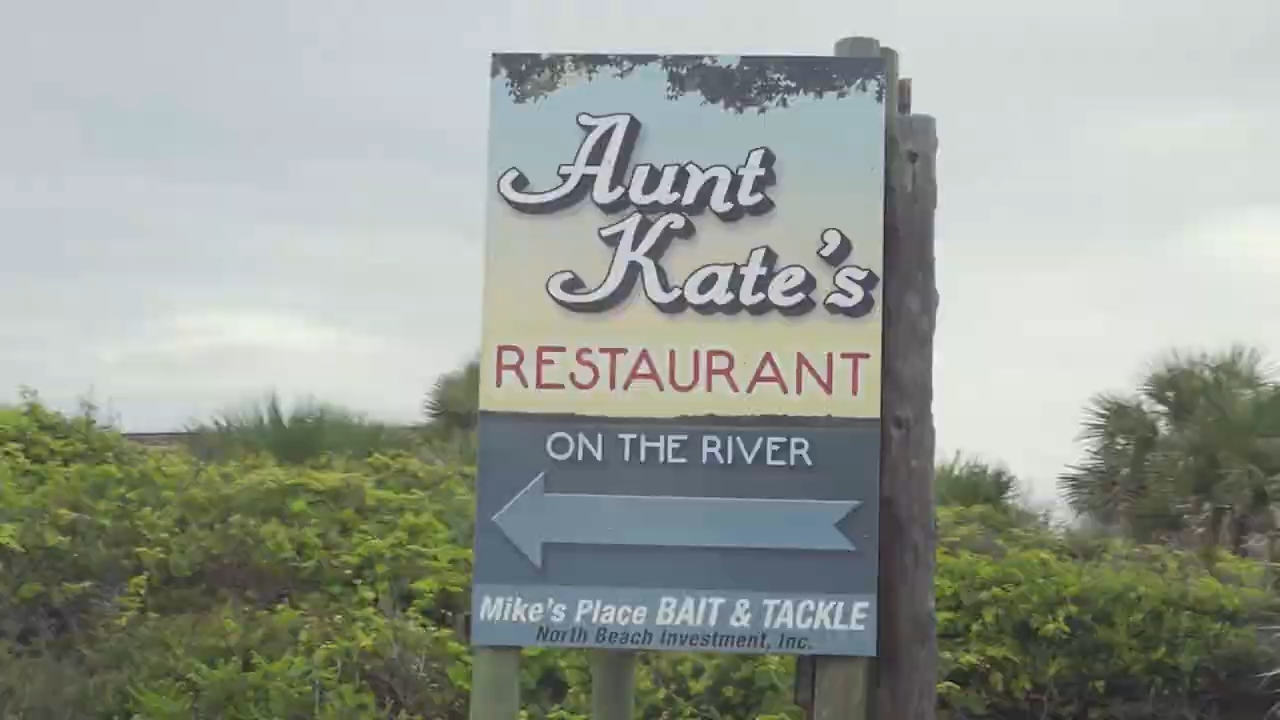 Aunt
Kate's
RESTAURANT
ON THE RIVER
Mike's Place BAIT & TACKLE
North Beach Investment, Inc.